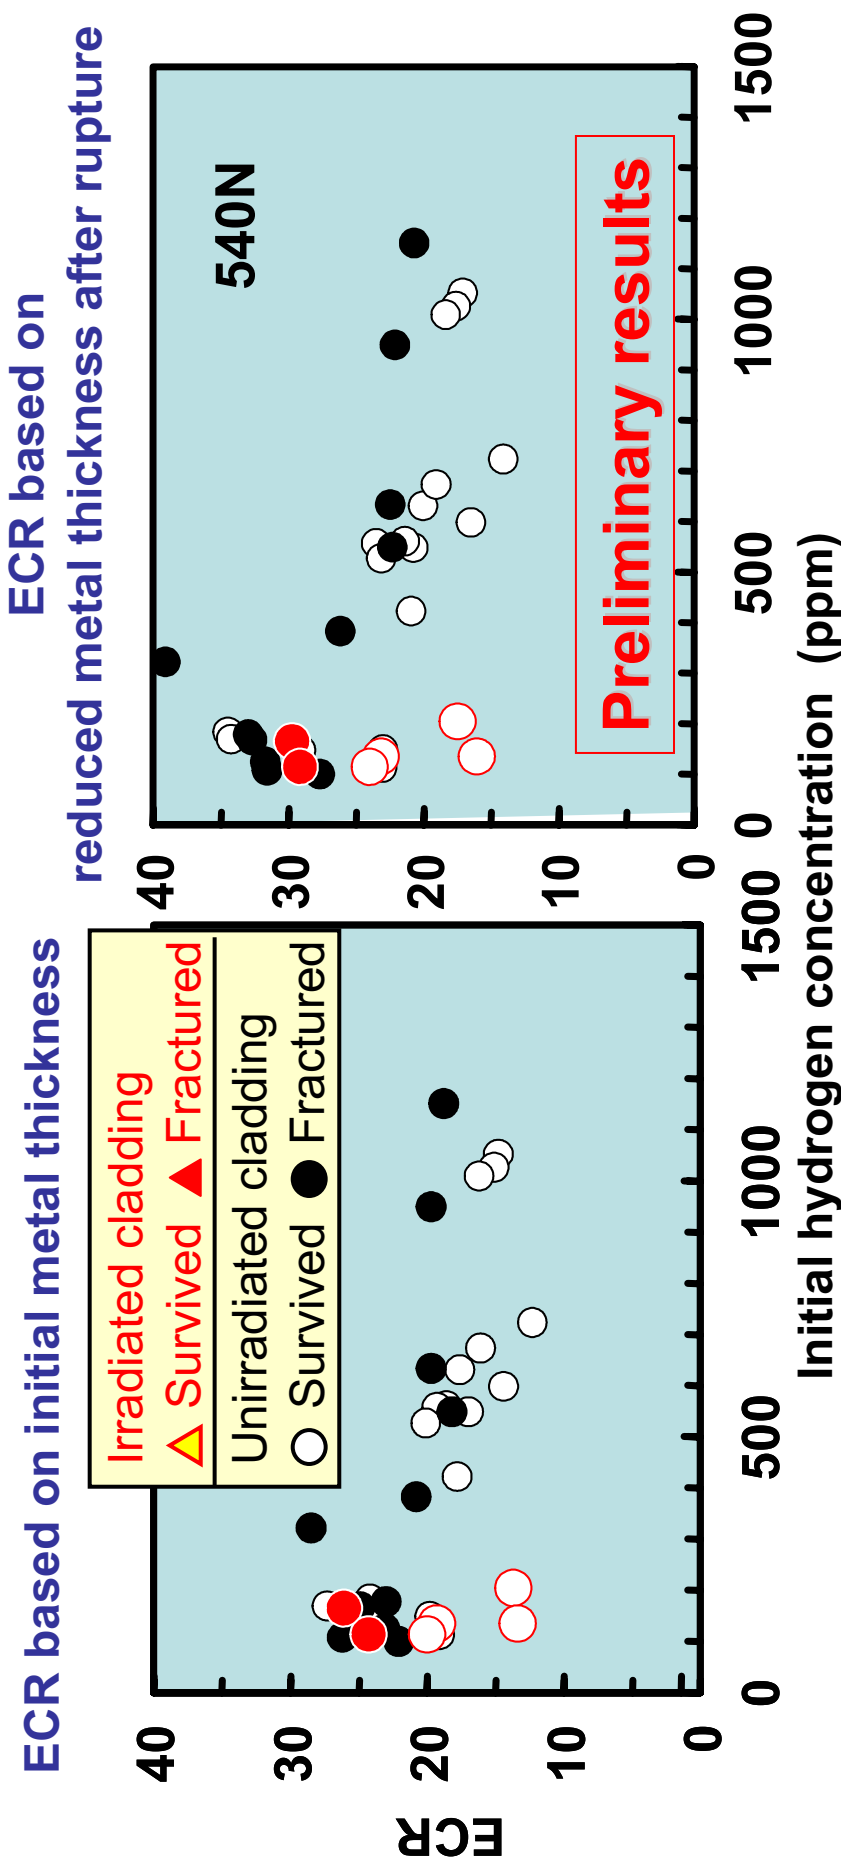 ECR based on initial metal thickness
ECR based on
reduced metal thickness after rupture
Irradiated cladding
Survived Fractured
Unirradiated cladding
Survived Fractured
540N
Preliminary results
ECR
40
30
20
10
0
0 500 1000 1500
40
30
20
10
0
0 500 1000 1500
Initial hydrogen concentration (ppm)